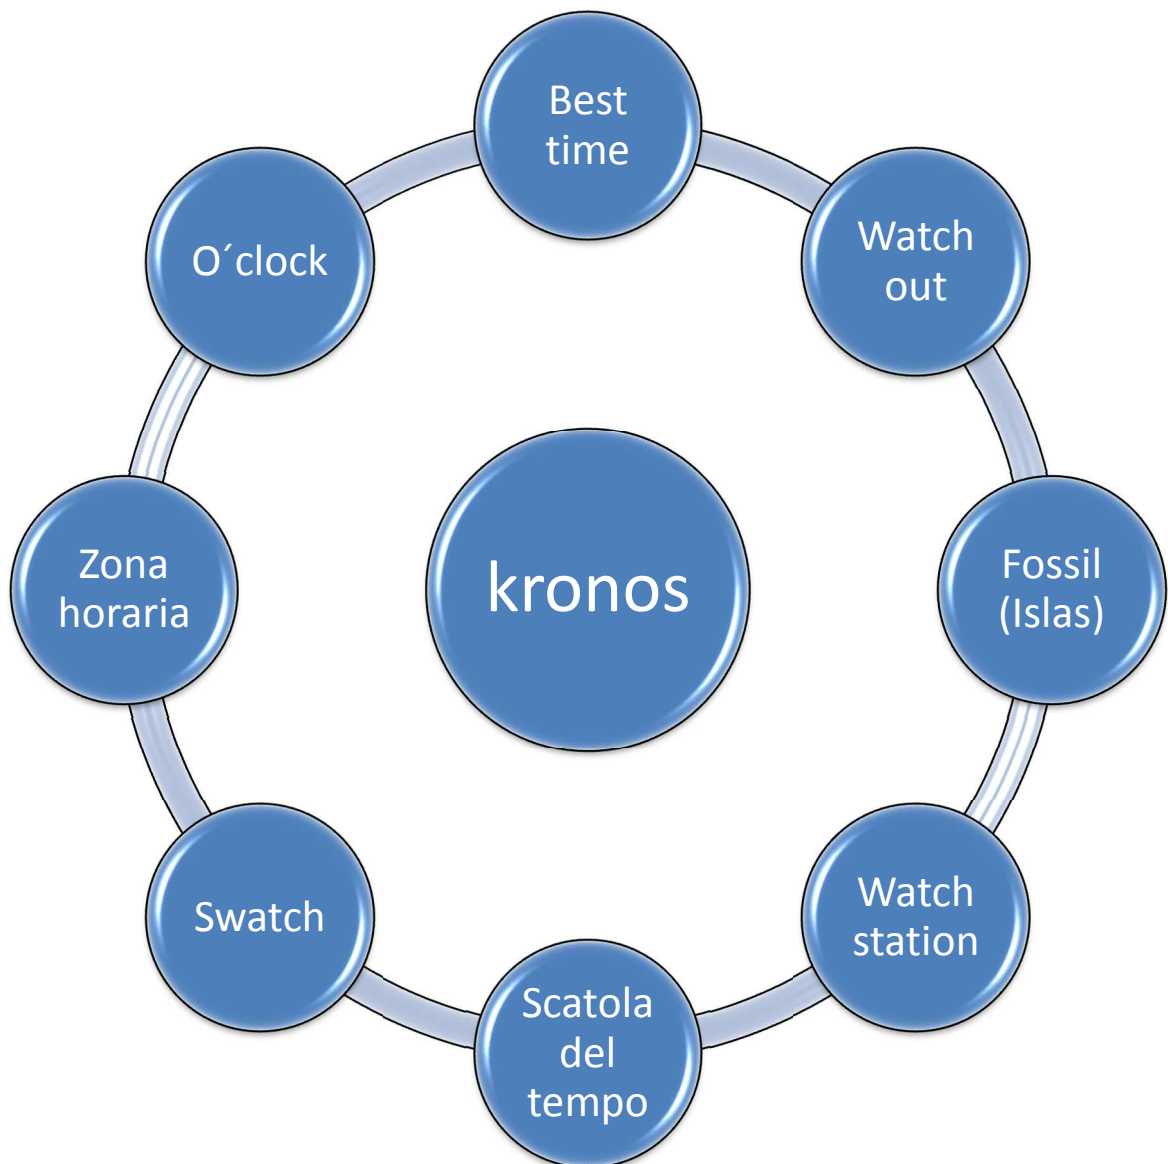 Best
time
Watch
out
Fossil
(Islas)
Watch
station
Scatola
del
tempo
Swatch
Zona
horaria
O´clock
kronos